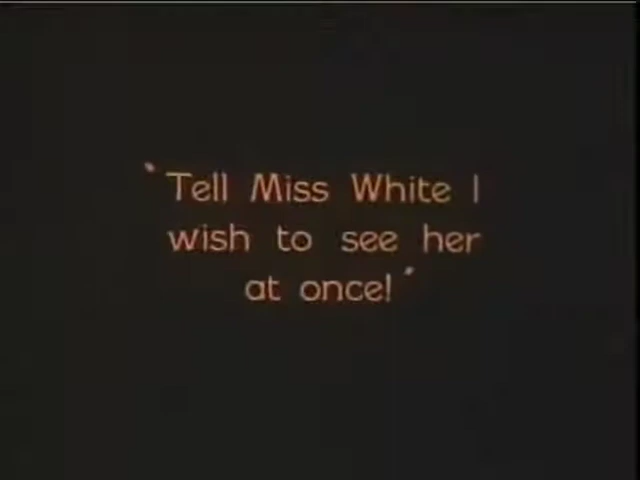 "Tell Miss White I
wish to see her
at once!"